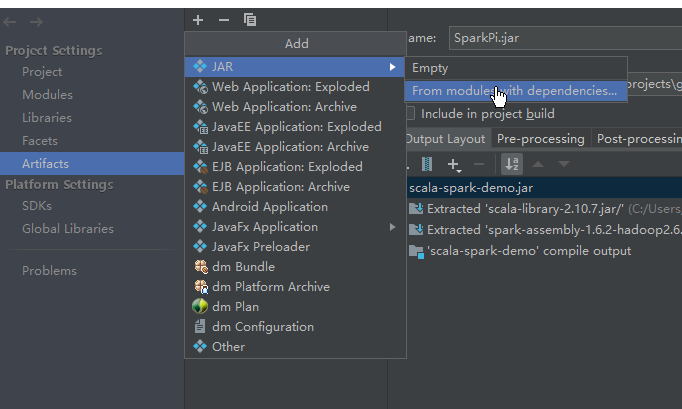 Project Settings
Project
Modules
Libraries
Facets
Artifacts
Platform Settings
SDKs
Global Libraries
Problems
Add
JAR
Web Application: Exploded
Web Application: Archive
JavaEE Application: Exploded
JavaEE Application: Archive
EJB Application: Exploded
EJB Application: Archive
Android Application
JavaFx Application
JavaFx Preloader
dm Bundle
dm Platform Archive
dm Plan
dm Configuration
Other
Empty
From modules with dependencies...
ame: SparkPi:jar
rojects\g
Include in project build
Output Layout Pre-processing Post-processin
scala-spark-demo.jar
Extracted 'scala-library-2.10.7.jar/' (C:/Users,
Extracted 'spark-assembly-1.6.2-hadoop2.6.
'scala-spark-demo' compile output